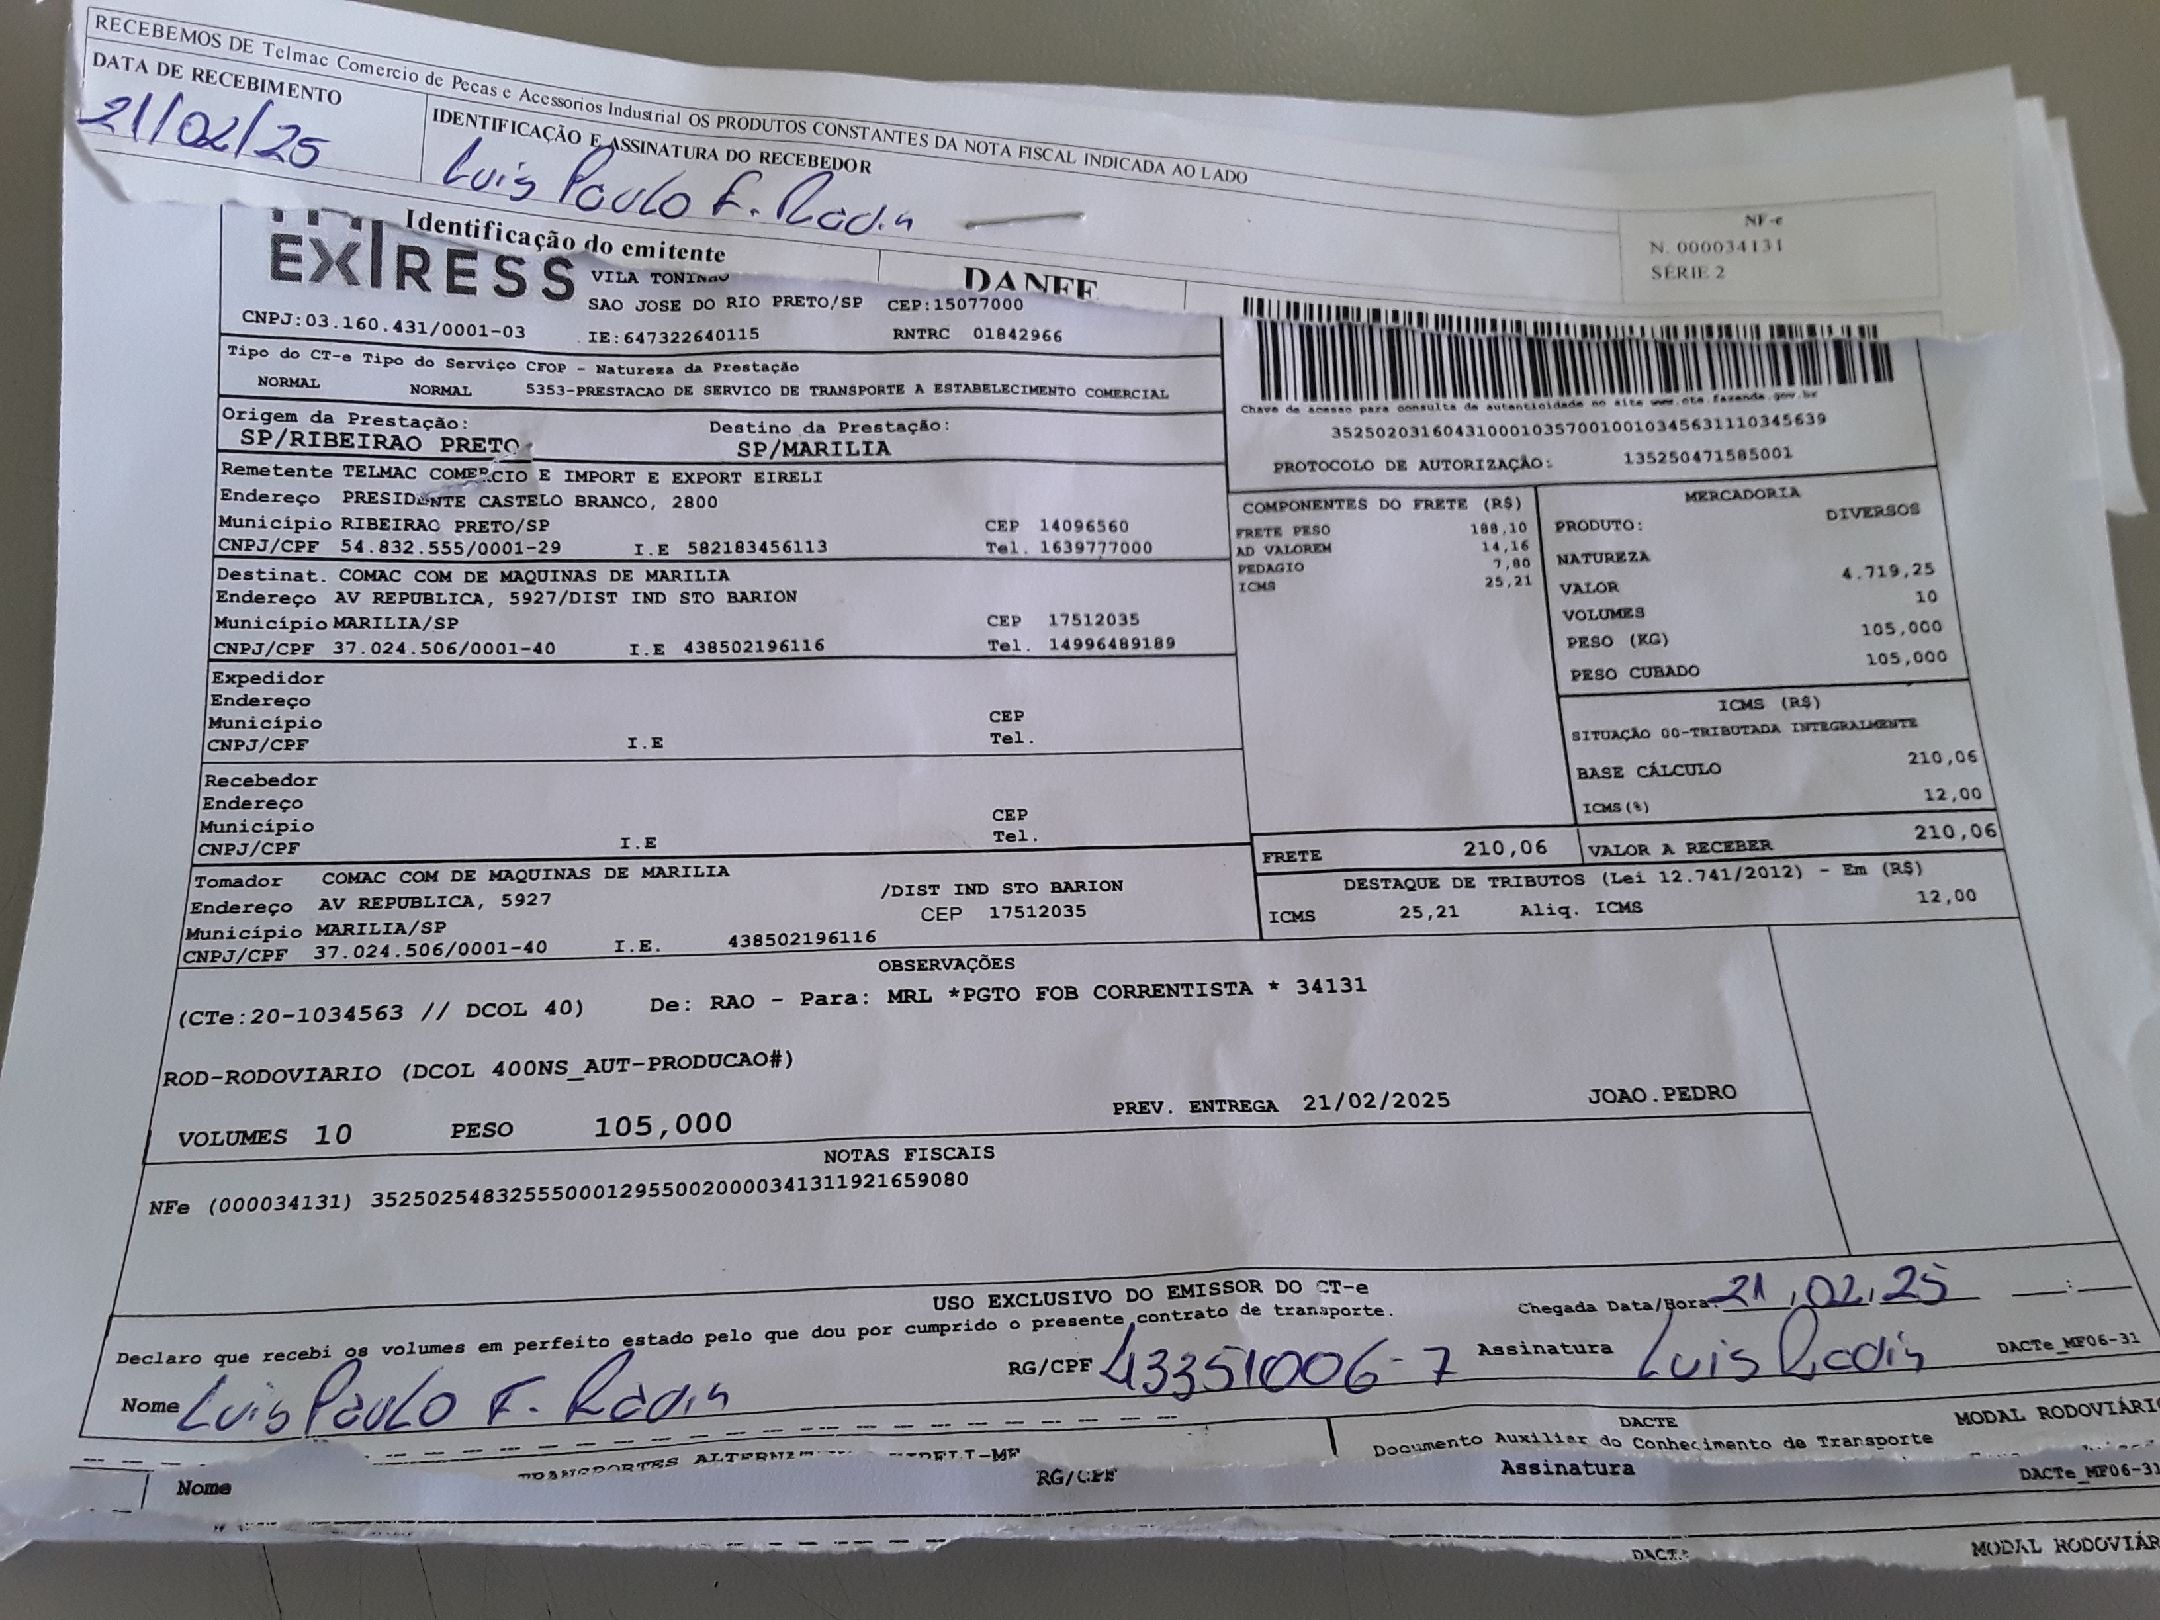 RECEBEMOS DE Telmac Comercio de Pecas e Acessorios Industrial OS PRODUTOS CONSTANTES DA NOTA FISCAL INDICADA AO LADO
DATA DE RECEBIMENTO
21/02/25
IDENTIFICAÇÃO E ASSINATURA DO RECEBEDOR
Luis Paulo F. Radin
NF-e
N. 000034131
SÉRIE 2
Identificação do emitente
DANFE
VILA TONINHO
SAO JOSE DO RIO PRETO/SP CEP:15077000
CNPJ:03.160.431/0001-03 IE:647322640115 RNTRC 01842966
Tipo do CT-e Tipo do Serviço CFOP - Natureza da Prestação
NORMAL NORMAL 5353-PRESTACAO DE SERVICO DE TRANSPORTE A ESTABELECIMENTO COMERCIAL
Origem da Prestação: Destino da Prestação:
SP/RIBEIRAO PRETO SP/MARILIA
Chave de acesso para consulta de autenticidade no site www.cte.fazenda.gov.br
35250203160431000103570010010345631110345639
PROTOCOLO DE AUTORIZAÇÃO: 135250471585001
Remetente TELMAC COMERCIO E IMPORT E EXPORT EIRELI
Endereço PRESIDENTE CASTELO BRANCO, 2800
Município RIBEIRAO PRETO/SP CEP 14096560
CNPJ/CPF 54.832.555/0001-29 I.E 582183456113 Tel. 1639777000
Destinat. COMAC COM DE MAQUINAS DE MARILIA
Endereço AV REPUBLICA, 5927/DIST IND STO BARION
Município MARILIA/SP CEP 17512035
CNPJ/CPF 37.024.506/0001-40 I.E 438502196116 Tel. 14996489189
Expedidor
Endereço
Município CEP
CNPJ/CPF I.E Tel.
Recebedor
Endereço
Município CEP
CNPJ/CPF I.E Tel.
Tomador COMAC COM DE MAQUINAS DE MARILIA
Endereço AV REPUBLICA, 5927 /DIST IND STO BARION
Município MARILIA/SP CEP 17512035
CNPJ/CPF 37.024.506/0001-40 I.E. 438502196116
COMPONENTES DO FRETE (R$)
FRETE PESO 188,10
AD VALOREM 14,16
PEDAGIO 7,80
ICMS 25,21
MERCADORIA
PRODUTO: DIVERSOS
NATUREZA
VALOR 4.719,25
VOLUMES 10
PESO (KG) 105,000
PESO CUBADO 105,000
ICMS (R$)
SITUAÇÃO 00-TRIBUTADA INTEGRALMENTE
BASE CÁLCULO 210,06
ICMS(%) 12,00
FRETE 210,06 VALOR A RECEBER 210,06
DESTAQUE DE TRIBUTOS (Lei 12.741/2012) - Em (R$)
ICMS 25,21 Aliq. ICMS 12,00
OBSERVAÇÕES
(CTe:20-1034563 // DCOL 40) De: RAO - Para: MRL *PGTO FOB CORRENTISTA * 34131
ROD-RODOVIARIO (DCOL 400NS_AUT-PRODUCAO#)
VOLUMES 10 PESO 105,000 PREV. ENTREGA 21/02/2025 JOAO.PEDRO
NOTAS FISCAIS
NFe (000034131) 35250254832555000129550020000341311921659080
USO EXCLUSIVO DO EMISSOR DO CT-e
Declaro que recebi os volumes em perfeito estado pelo que dou por cumprido o presente contrato de transporte.
Chegada Data/Hora: 21,02,25 :
Nome Luis Paulo F. Radin RG/CPF 43351006-7 Assinatura Luis Radin DACTe_MF06-31
TRANSPORTES
DACTE MODAL RODOVIÁRIO
Documento Auxiliar do Conhecimento de Transporte
Nome RG/CPF Assinatura DACTe_MF06-31